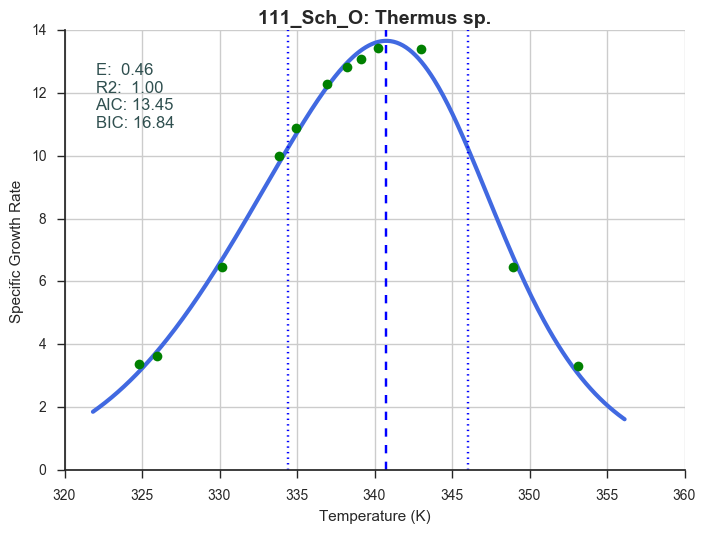 111_Sch_O: Thermus sp.
14
12
10
8
6
4
2
0
E: 0.46
R2: 1.00
AIC: 13.45
BIC: 16.84
Specific Growth Rate
320 325 330 335 340 345 350 355 360
Temperature (K)